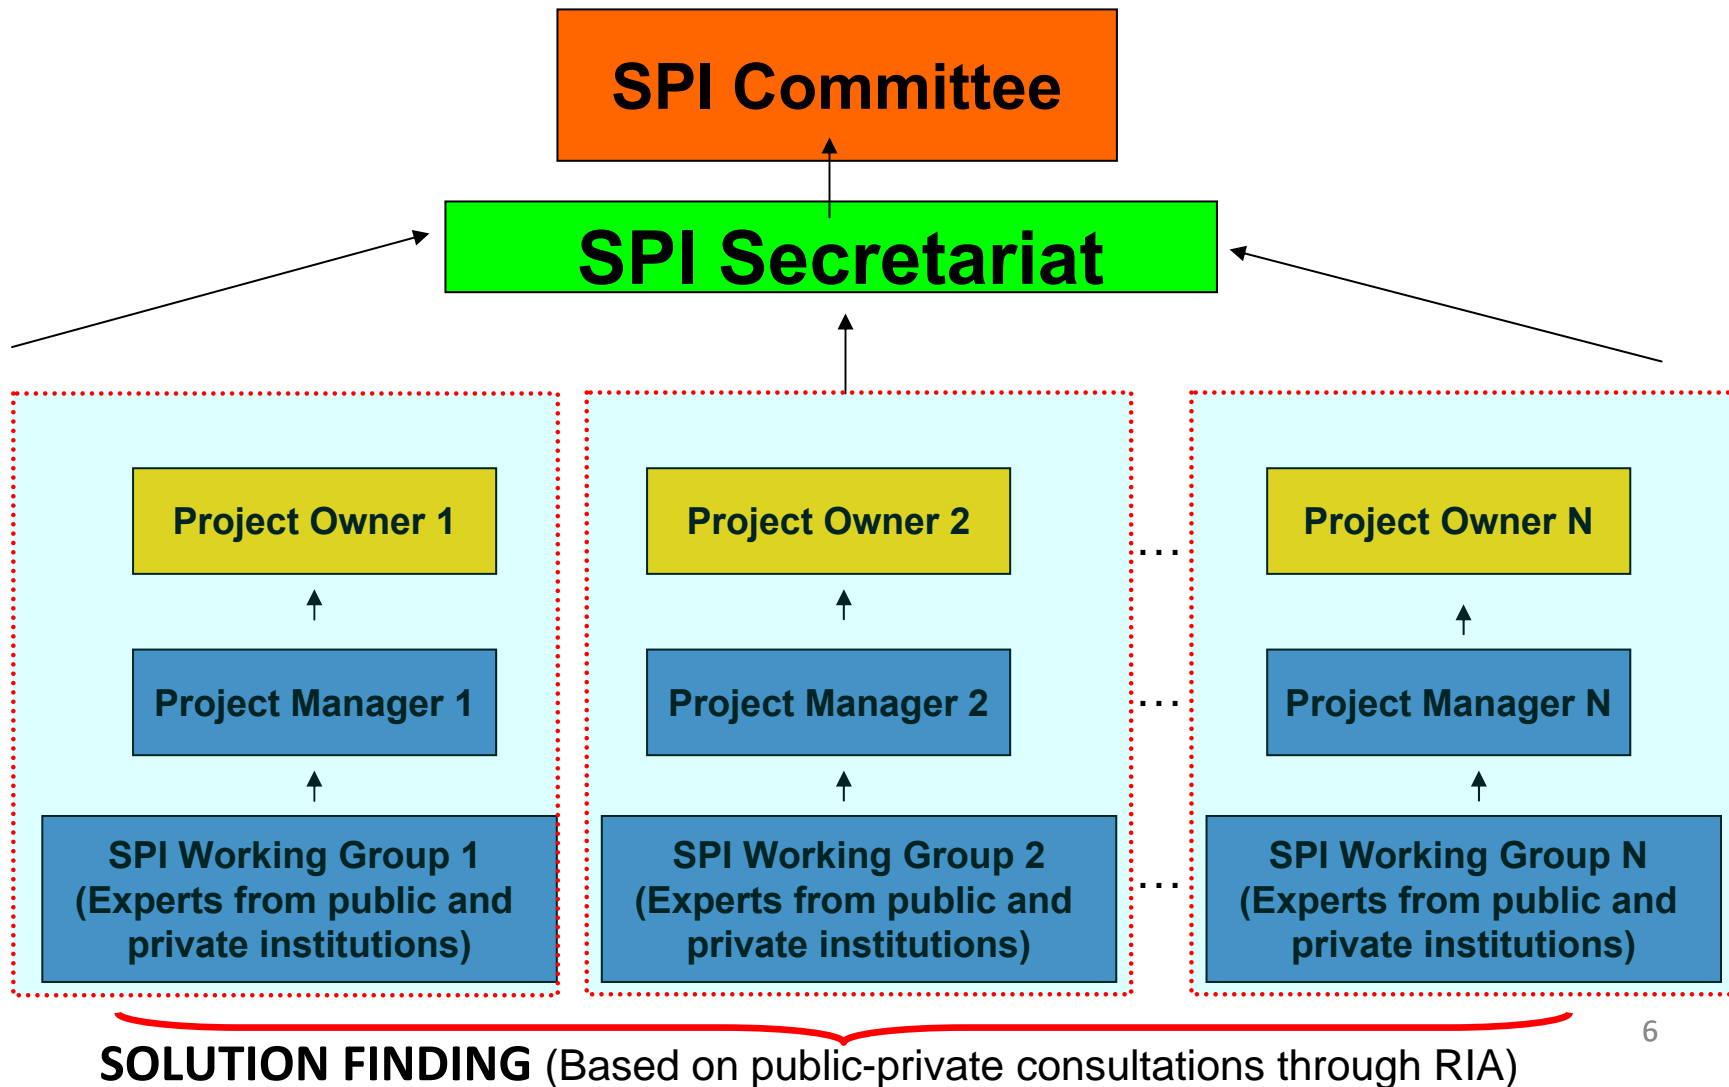 SPI Committee
SPI Secretariat
Project Owner 1
Project Owner 2
...
Project Owner N
Project Manager 1
Project Manager 2
...
Project Manager N
SPI Working Group 1
(Experts from public and
private institutions)
SPI Working Group 2
(Experts from public and
private institutions)
...
SPI Working Group N
(Experts from public and
private institutions)
6
SOLUTION FINDING (Based on public-private consultations through RIA)